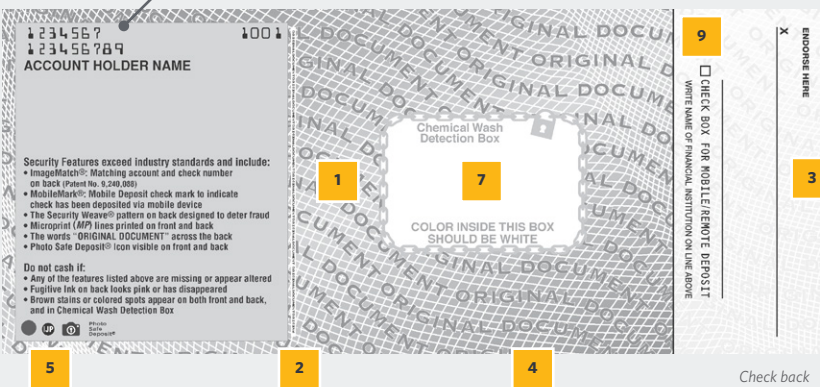 1234567 1001
123456789
ACCOUNT HOLDER NAME
Security Features exceed industry standards and include:
• ImageMatch®: Matching account and check number
on back (Patent No. 9,240,088)
• MobileMark®: Mobile Deposit check mark to indicate
check has been deposited via mobile device
• The Security Weave® pattern on back designed to deter fraud
• Microprint (MP) lines printed on front and back
• The words "ORIGINAL DOCUMENT" across the back
• Photo Safe Deposit® icon visible on front and back
Do not cash if:
• Any of the features listed above are missing or appear altered
• Fugitive Ink on back looks pink or has disappeared
• Brown stains or colored spots appear on both front and back,
and in Chemical Wash Detection Box
Photo
Safe
Deposit®
5
2
1
Chemical Wash
Detection Box
7
COLOR INSIDE THIS BOX
SHOULD BE WHITE
4
ORIGINAL DOCUMENT
9
CHECK BOX FOR MOBILE/REMOTE DEPOSIT
WRITE NAME OF FINANCIAL INSTITUTION ON LINE ABOVE
ENDORSE HERE
X
3
Check back